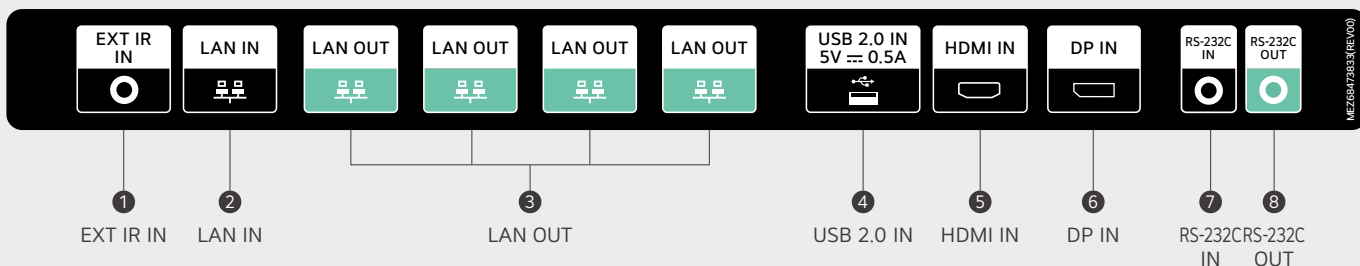 EXT IR
IN
LAN IN
LAN OUT
LAN OUT
LAN OUT
LAN OUT
USB 2.0 IN
5V ⎓ 0.5A
HDMI IN
DP IN
RS-232C
IN
RS-232C
OUT
MEZ68473833(REV00)
1
EXT IR IN
2
LAN IN
3
LAN OUT
4
USB 2.0 IN
5
HDMI IN
6
DP IN
7
RS-232C
IN
8
RS-232C
OUT